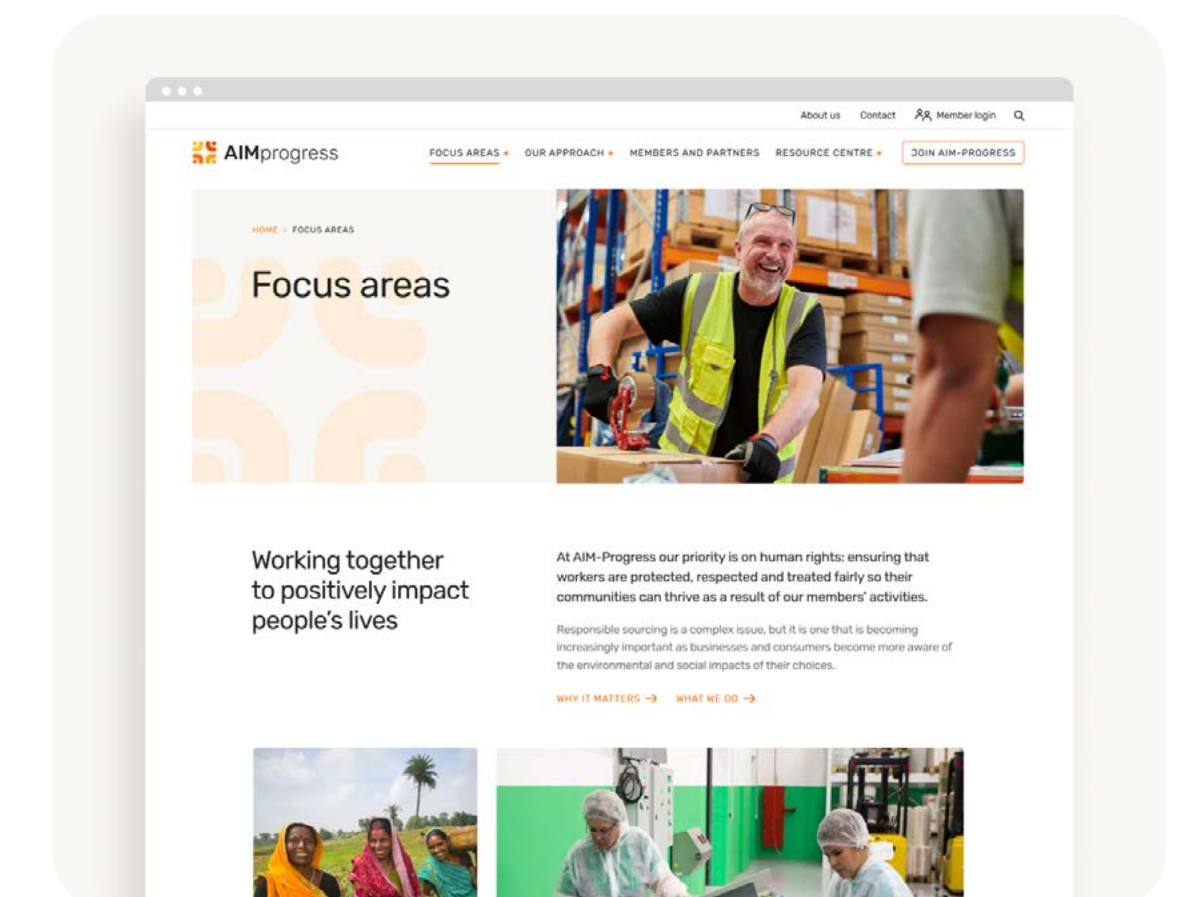 About us Contact Member login
AIMprogress
FOCUS AREAS + OUR APPROACH + MEMBERS AND PARTNERS RESOURCE CENTRE + JOIN AIM-PROGRESS
HOME > FOCUS AREAS
Focus areas
Working together
to positively impact
people's lives
At AIM-Progress our priority is on human rights: ensuring that
workers are protected, respected and treated fairly so their
communities can thrive as a result of our members' activities.
Responsible sourcing is a complex issue, but it is one that is becoming
increasingly important as businesses and consumers become more aware of
the environmental and social impacts of their choices.
WHY IT MATTERS → WHAT WE DO →